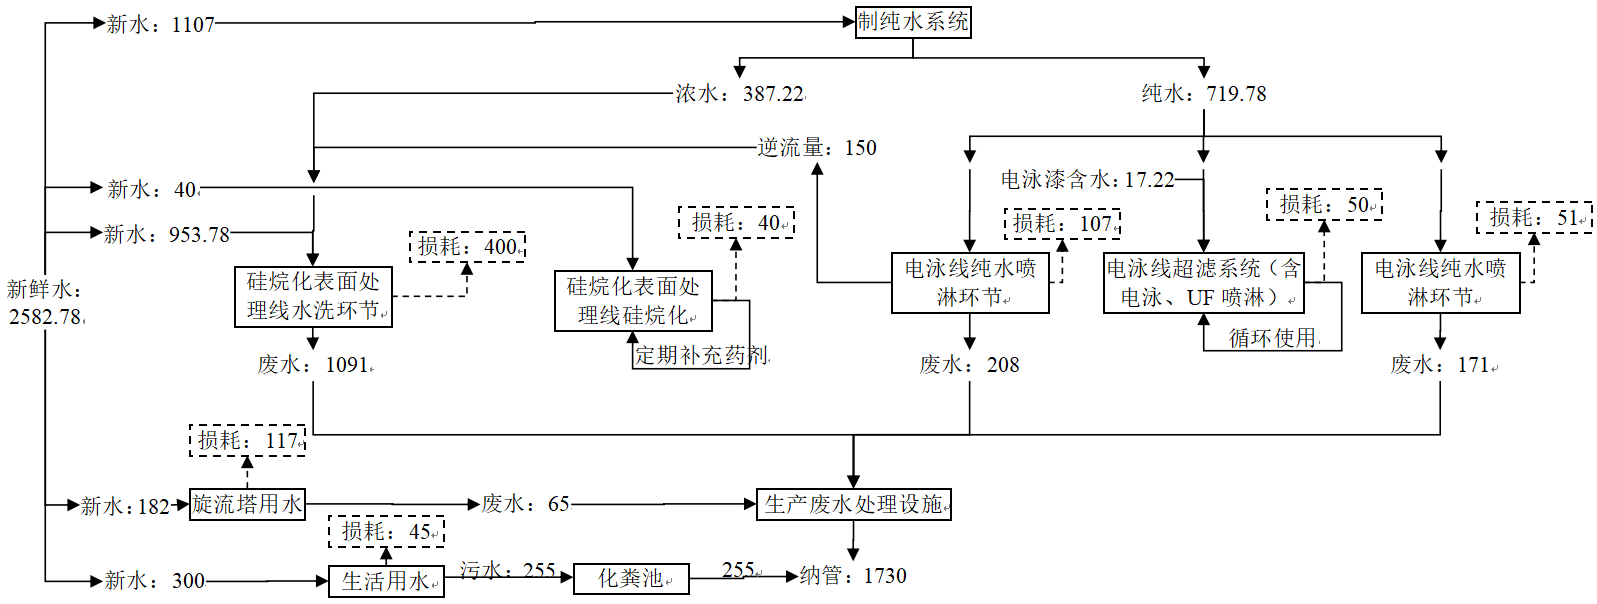 新水：1107
制纯水系统
浓水：387.22
纯水：719.78
逆流量：150
新水：40
电泳漆含水：17.22
损耗：50
损耗：40
损耗：107
损耗：51
新水：953.78
损耗：400
新鲜水：
2582.78
硅烷化表面处
理线水洗环节
硅烷化表面处
理线硅烷化
电泳线纯水喷
淋环节
电泳线超滤系统（含
电泳、UF 喷淋）
电泳线纯水喷
淋环节
定期补充药剂
循环使用
废水：1091
废水：208
废水：171
损耗：117
新水：182
旋流塔用水
废水：65
生产废水处理设施
损耗：45
新水：300
生活用水
污水：255
化粪池
255
纳管：1730